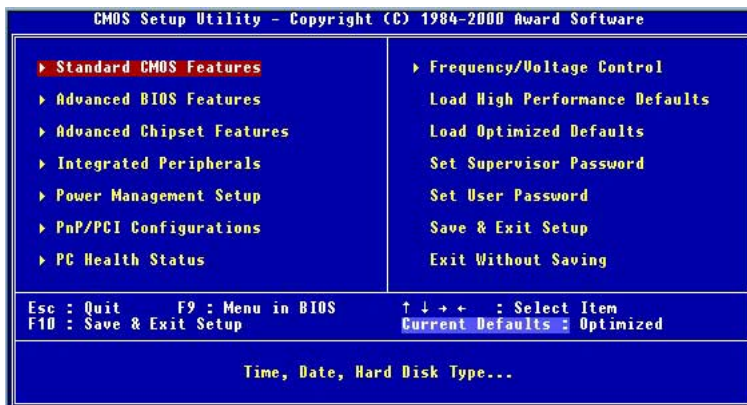 CMOS Setup Utility - Copyright (C) 1984-2000 Award Software
▸ Standard CMOS Features
▸ Advanced BIOS Features
▸ Advanced Chipset Features
▸ Integrated Peripherals
▸ Power Management Setup
▸ PnP/PCI Configurations
▸ PC Health Status
▸ Frequency/Voltage Control
Load High Performance Defaults
Load Optimized Defaults
Set Supervisor Password
Set User Password
Save & Exit Setup
Exit Without Saving
Esc : Quit F9 : Menu in BIOS ↑ ↓ → ← : Select Item
F10 : Save & Exit Setup Current Defaults : Optimized
Time, Date, Hard Disk Type...